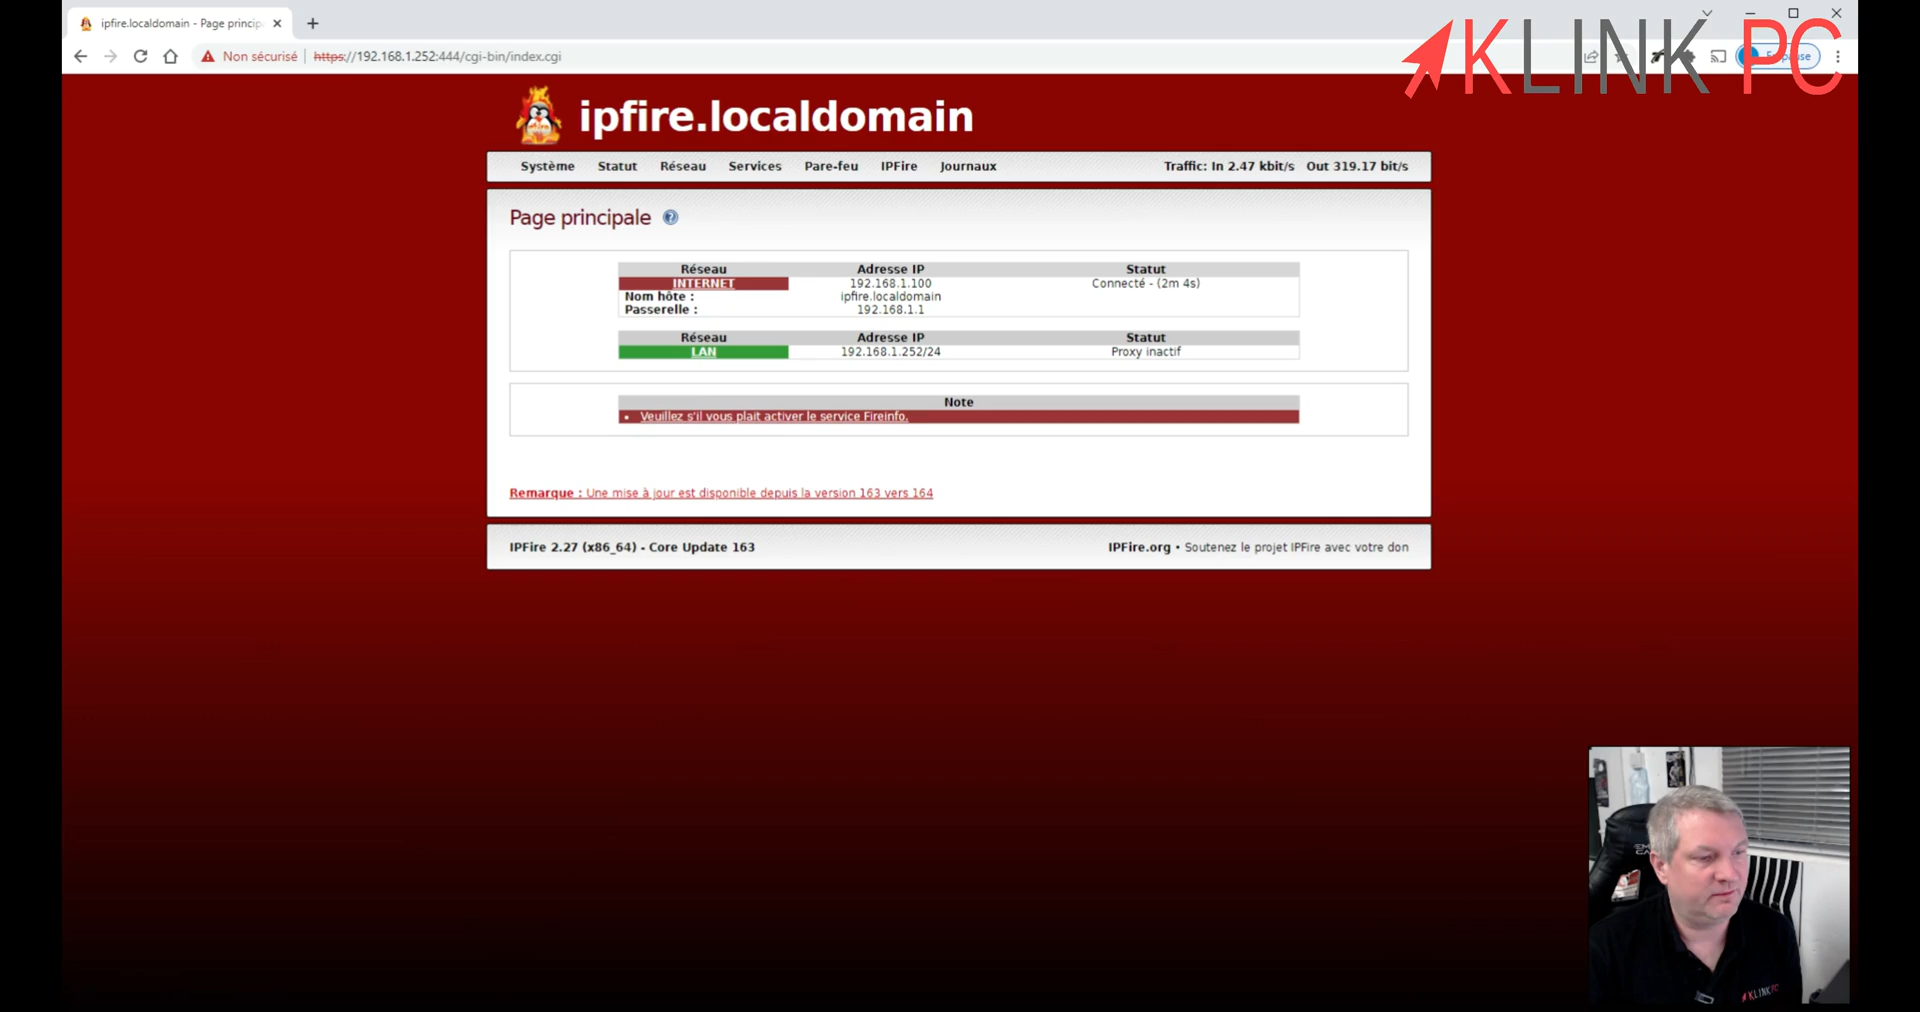 ipfire.localdomain - Page princip
Non sécurisé
https://192.168.1.252:444/cgi-bin/index.cgi
KLINK PC
ipfire.localdomain
Système Statut Réseau Services Pare-feu IPFire Journaux Traffic: In 2.47 kbit/s Out 319.17 bit/s
Page principale
Réseau Adresse IP Statut
INTERNET 192.168.1.100 Connecté - (2m 4s)
Nom hôte : ipfire.localdomain
Passerelle : 192.168.1.1
Réseau Adresse IP Statut
LAN 192.168.1.252/24 Proxy inactif
Note
• Veuillez s'il vous plait activer le service Fireinfo.
Remarque : Une mise à jour est disponible depuis la version 163 vers 164
IPFire 2.27 (x86_64) - Core Update 163
IPFire.org • Soutenez le projet IPFire avec votre don
KLINK PC